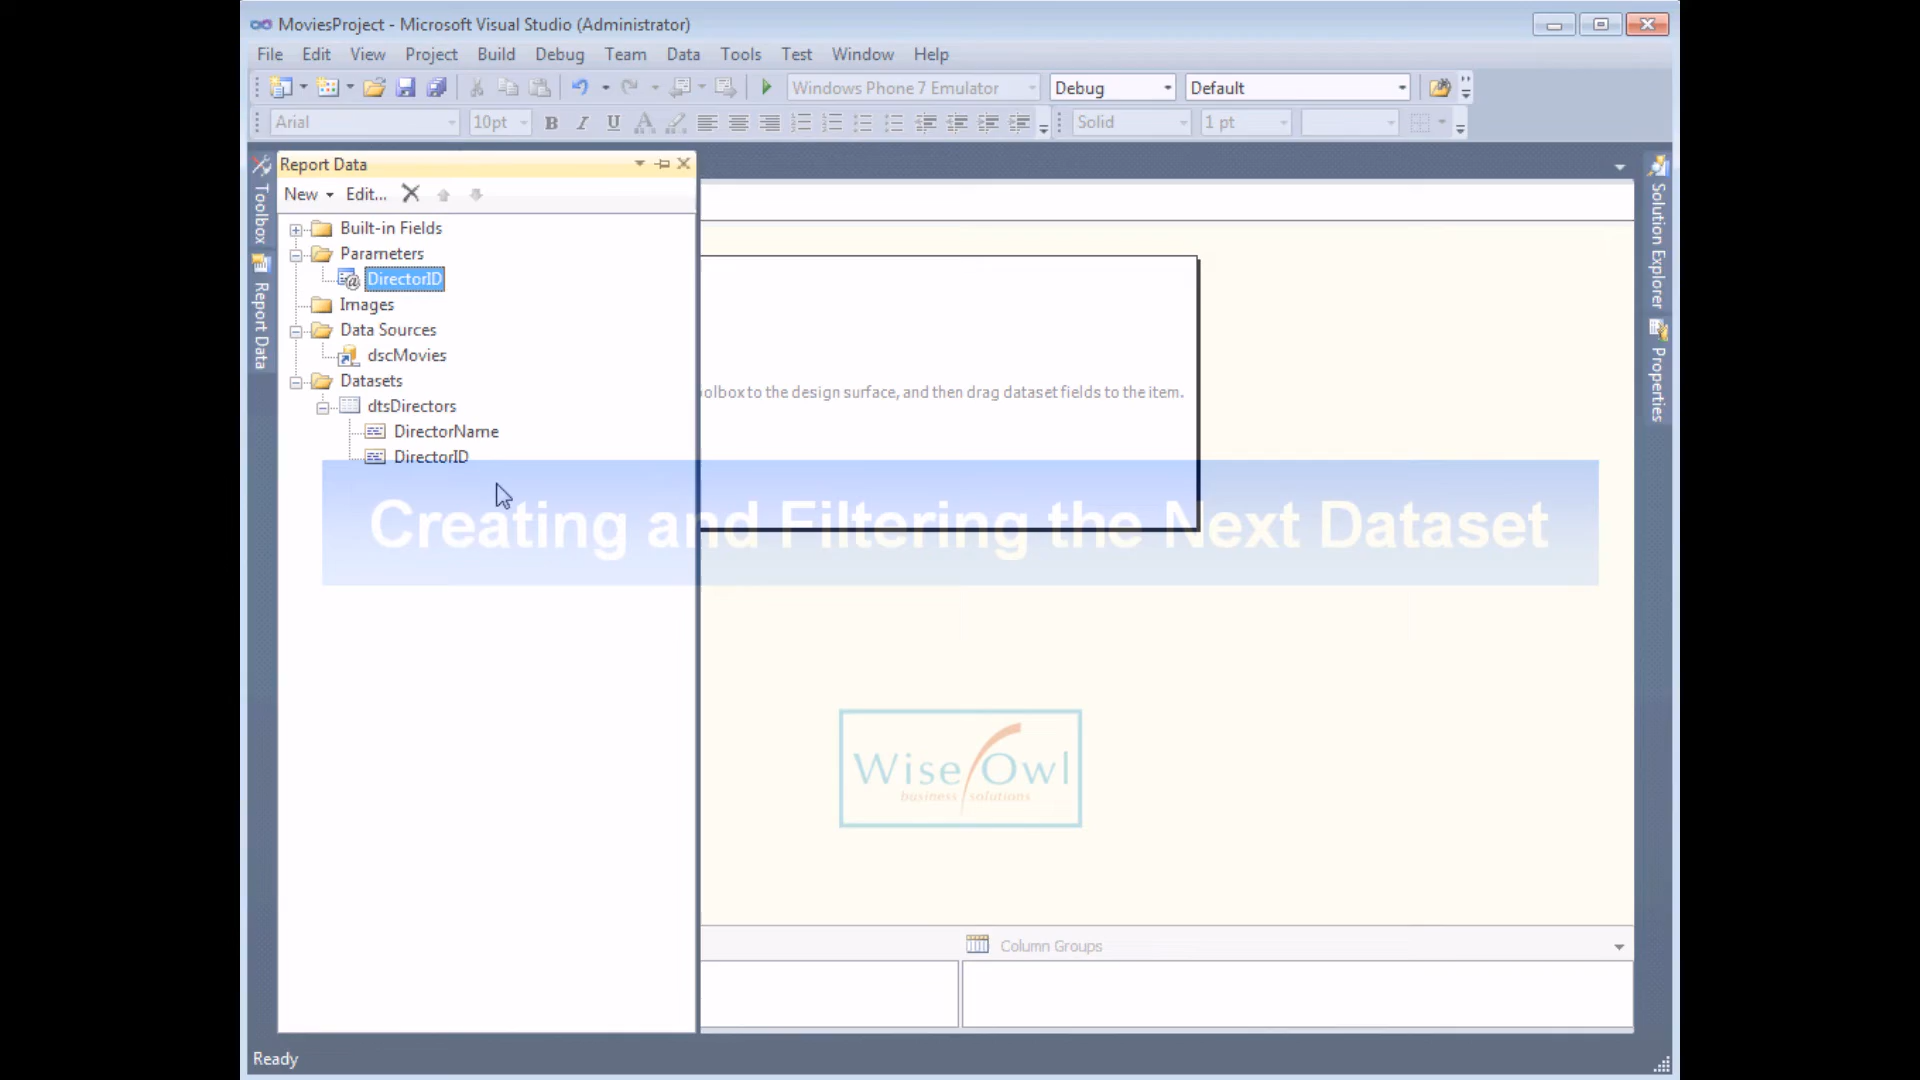 MoviesProject - Microsoft Visual Studio (Administrator)
File Edit View Project Build Debug Team Data Tools Test Window Help
Windows Phone 7 Emulator Debug Default
Arial 10pt B I U A Solid 1 pt
Report Data
New Edit...
Toolbox
Report Data
Built-in Fields
Parameters
DirectorID
Images
Data Sources
dscMovies
Datasets
dtsDirectors
DirectorName
DirectorID
olbox to the design surface, and then drag dataset fields to the item.
Solution Explorer
Properties
Creating and Filtering the Next Dataset
Wise Owl
business solutions
Column Groups
Ready